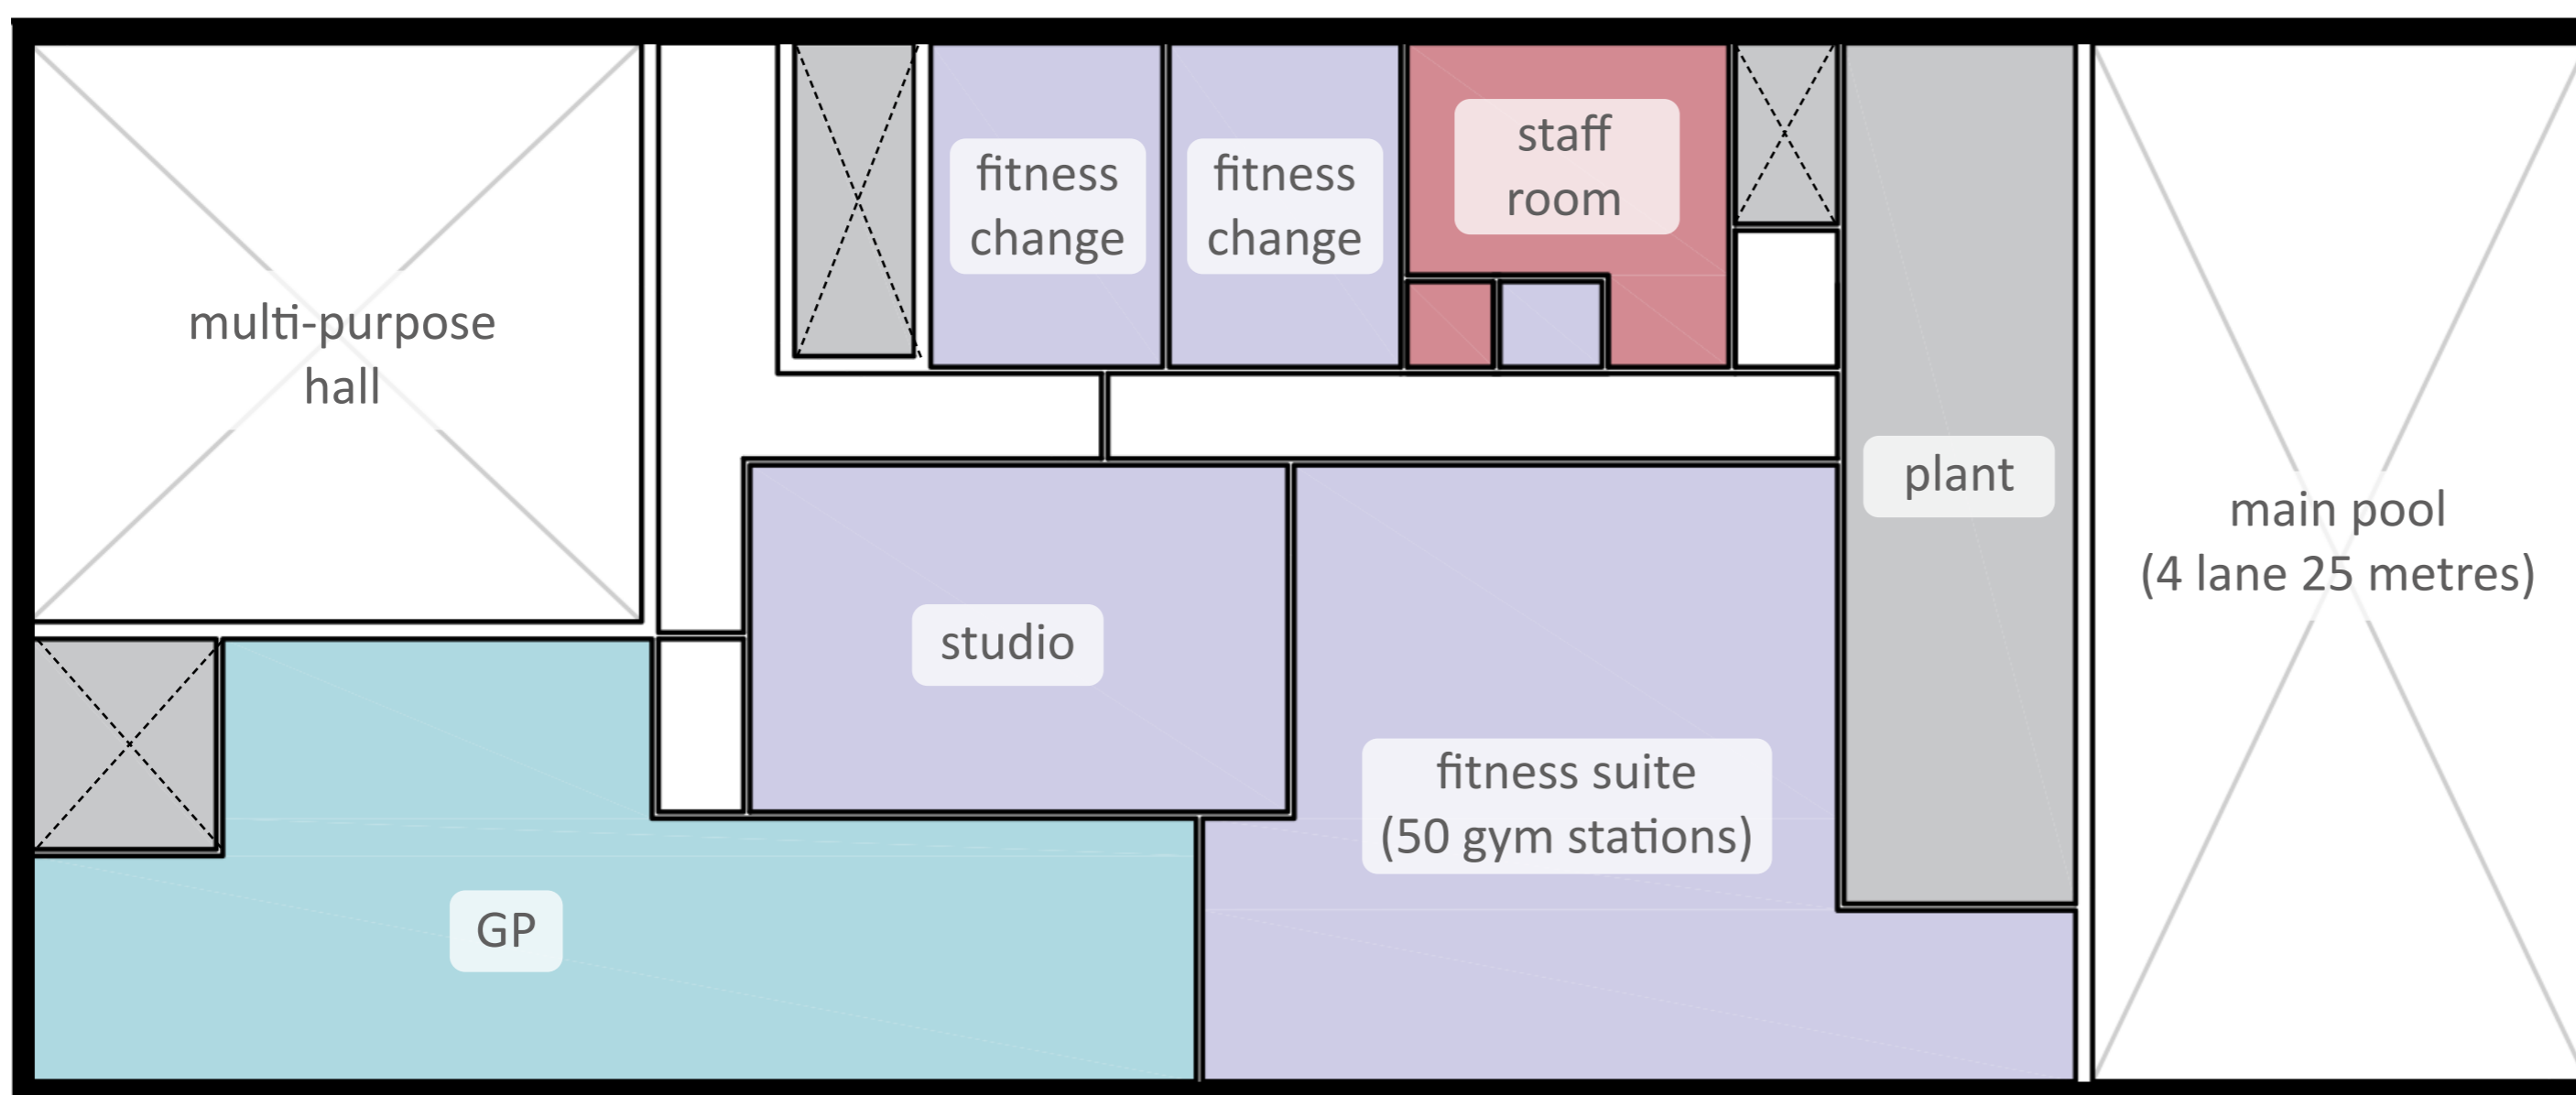 multi-purpose
hall
fitness
change
fitness
change
staff
room
plant
main pool
(4 lane 25 metres)
studio
fitness suite
(50 gym stations)
GP